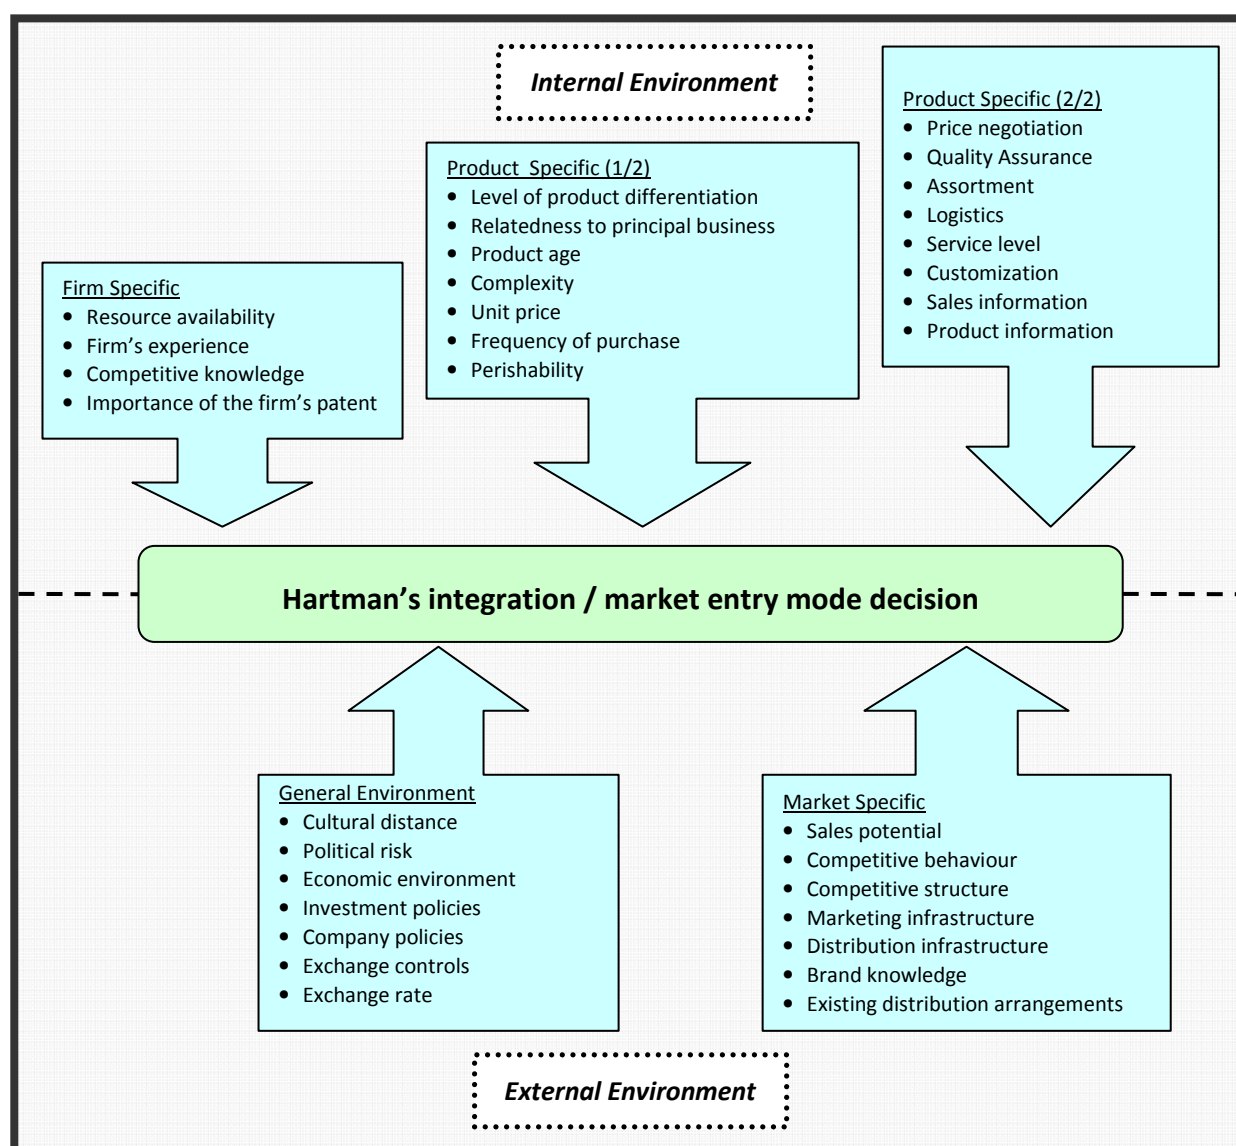 Internal Environment
Firm Specific
• Resource availability
• Firm’s experience
• Competitive knowledge
• Importance of the firm’s patent
Product  Specific (1/2)
• Level of product differentiation
• Relatedness to principal business
• Product age
• Complexity
• Unit price
• Frequency of purchase
• Perishability
Product Specific (2/2)
• Price negotiation
• Quality Assurance
• Assortment
• Logistics
• Service level
• Customization
• Sales information
• Product information
Hartman’s integration / market entry mode decision
General Environment
• Cultural distance
• Political risk
• Economic environment
• Investment policies
• Company policies
• Exchange controls
• Exchange rate
Market Specific
• Sales potential
• Competitive behaviour
• Competitive structure
• Marketing infrastructure
• Distribution infrastructure
• Brand knowledge
• Existing distribution arrangements
External Environment